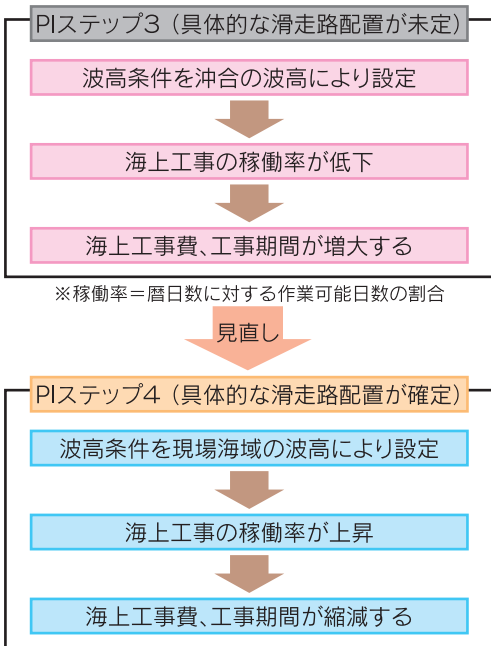 PIステップ3（具体的な滑走路配置が未定）
波高条件を沖合の波高により設定
海上工事の稼働率が低下
海上工事費、工事期間が増大する
※稼働率＝暦日数に対する作業可能日数の割合
見直し
PIステップ4（具体的な滑走路配置が確定）
波高条件を現場海域の波高により設定
海上工事の稼働率が上昇
海上工事費、工事期間が縮減する